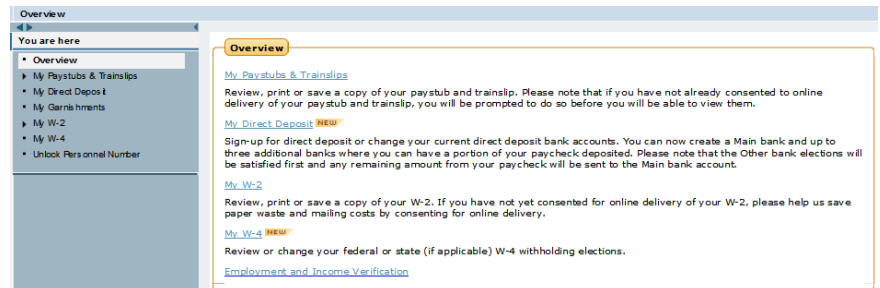 Overview
You are here
Overview
My Paystubs & Trainslips
My Direct Deposit
My Garnishments
My W-2
My W-4
Unlock Personnel Number
Overview
My Paystubs & Trainslips
Review, print or save a copy of your paystub and trainslip. Please note that if you have not already consented to online
delivery of your paystub and trainslip, you will be prompted to do so before you will be able to view them.
My Direct Deposit NEW
Sign-up for direct deposit or change your current direct deposit bank accounts. You can now create a Main bank and up to
three additional banks where you can have a portion of your paycheck deposited. Please note that the Other bank elections will
be satisfied first and any remaining amount from your paycheck will be sent to the Main bank account.
My W-2
Review, print or save a copy of your W-2. If you have not yet consented for online delivery of your W-2, please help us save
paper waste and mailing costs by consenting for online delivery.
My W-4 NEW
Review or change your federal or state (if applicable) W-4 withholding elections.
Employment and Income Verification